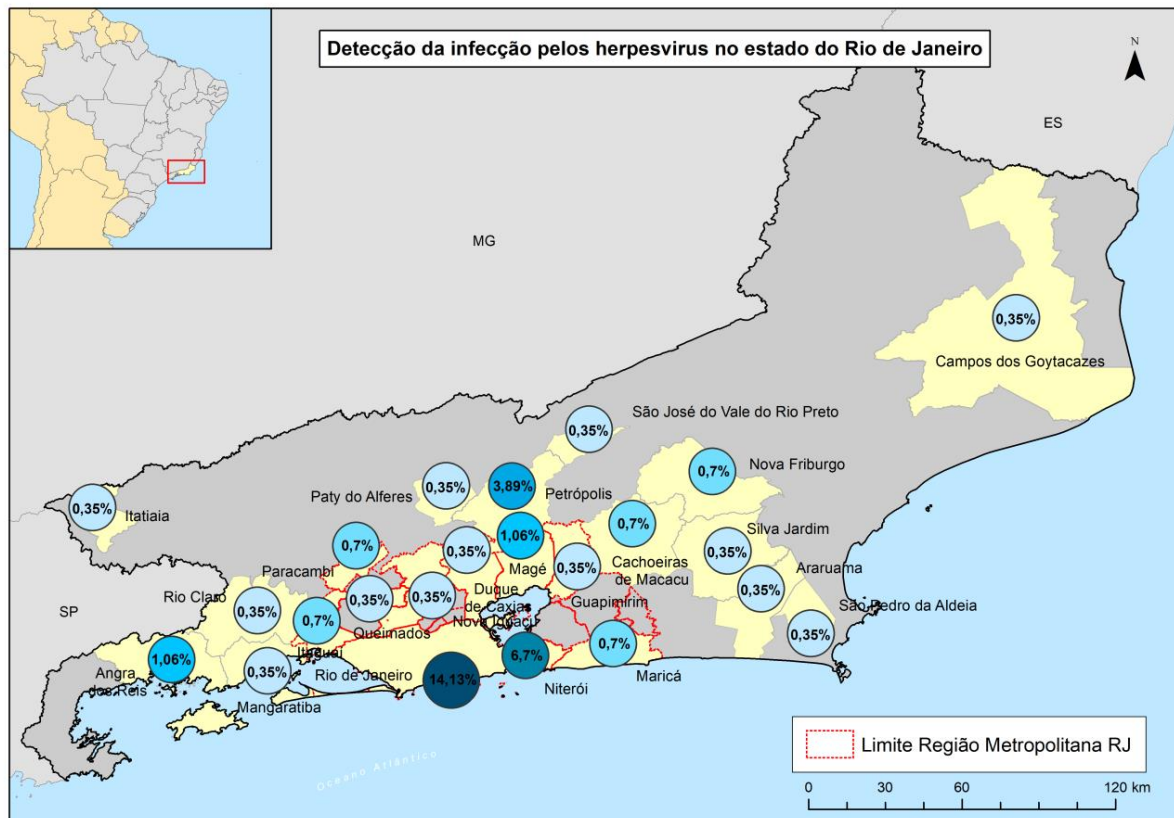 Detecção da infecção pelos herpesvirus no estado do Rio de Janeiro
N
ES
MG
SP
0,35%
Campos dos Goytacazes
São José do Vale do Rio Preto
0,35%
Nova Friburgo
0,7%
Paty do Alferes
0,35%
3,89%
Petrópolis
0,35%
Itatiaia
0,7%
Paracambi
0,35%
1,06%
Magé
0,7%
Cachoeiras
de Macacu
Silva Jardim
0,35%
0,35%
Guapimirim
0,35%
Araruama
Rio Claro
0,35%
0,35%
Queimados
0,35%
Duque
de Caxias
Nova Iguaçu
São Pedro da Aldeia
0,35%
0,7%
Itaguaí
1,06%
Angra
dos Reis
0,35%
Mangaratiba
Rio de Janeiro
14,13%
6,7%
Niterói
0,7%
Maricá
Oceano Atlântico
Limite Região Metropolitana RJ
0 30 60 120 km